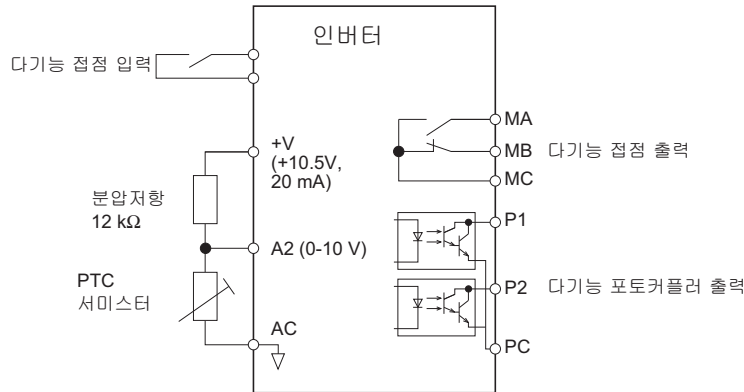 인버터
다기능 접점 입력
+V
(+10.5V,
20 mA)
분압저항
12 kΩ
A2 (0-10 V)
PTC
서미스터
AC
MA
MB 다기능 접점 출력
MC
P1
P2 다기능 포토커플러 출력
PC